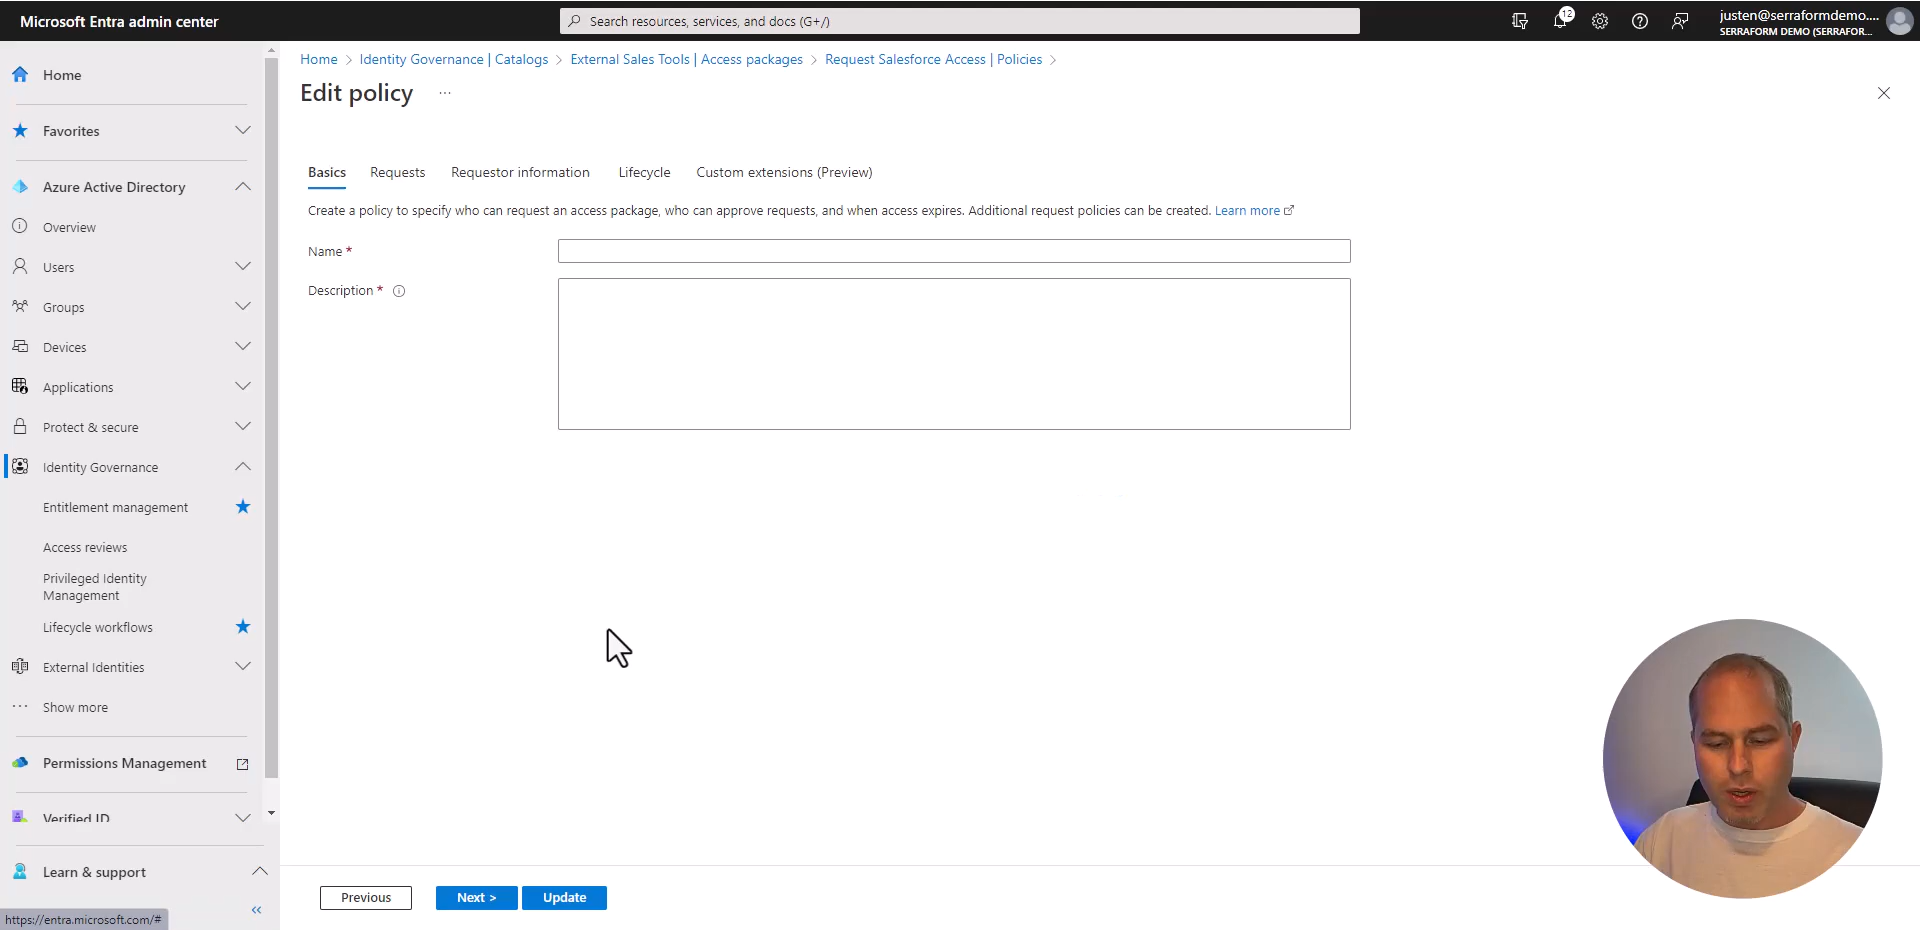 Microsoft Entra admin center
Search resources, services, and docs (G+/)
12
justen@serraformdemo....
SERRAFORM DEMO (SERRAFOR...
Home
Favorites
Azure Active Directory
Overview
Users
Groups
Devices
Applications
Protect & secure
Identity Governance
Entitlement management
Access reviews
Privileged Identity
Management
Lifecycle workflows
External Identities
Show more
Permissions Management
Verified ID
Learn & support
https://entra.microsoft.com/#
Home > Identity Governance | Catalogs > External Sales Tools | Access packages > Request Salesforce Access | Policies >
Edit policy ...
Basics Requests Requestor information Lifecycle Custom extensions (Preview)
Create a policy to specify who can request an access package, who can approve requests, and when access expires. Additional request policies can be created. Learn more
Name *
Description *
Previous Next > Update